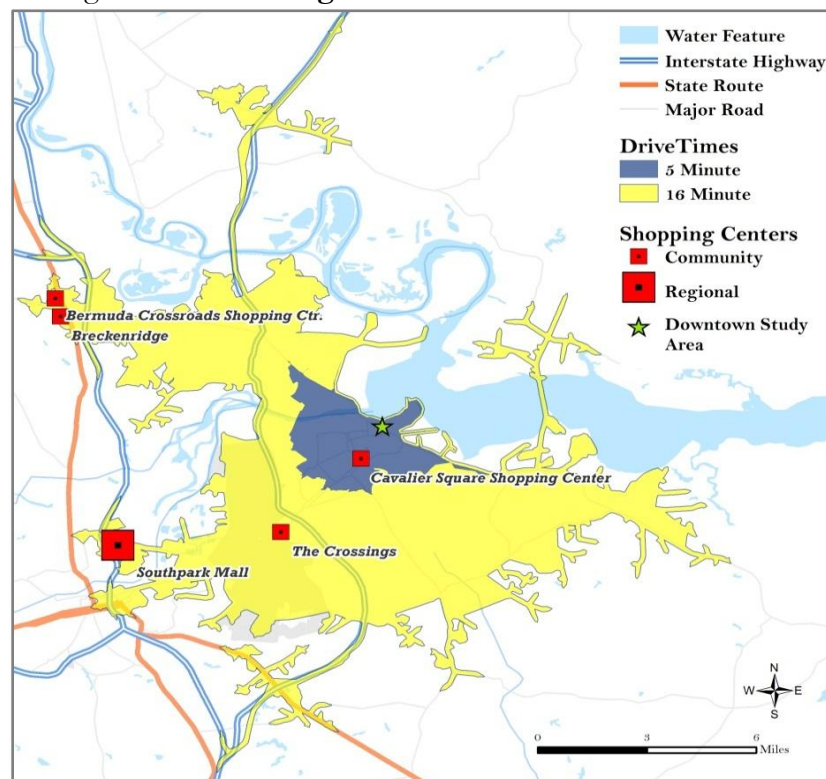 Water Feature
Interstate Highway
State Route
Major Road
DriveTimes
5 Minute
16 Minute
Shopping Centers
Community
Regional
Downtown Study
Area
Bermuda Crossroads Shopping Ctr.
Breckenridge
Cavalier Square Shopping Center
The Crossings
Southpark Mall
N
W E
S
0 3 6
Miles